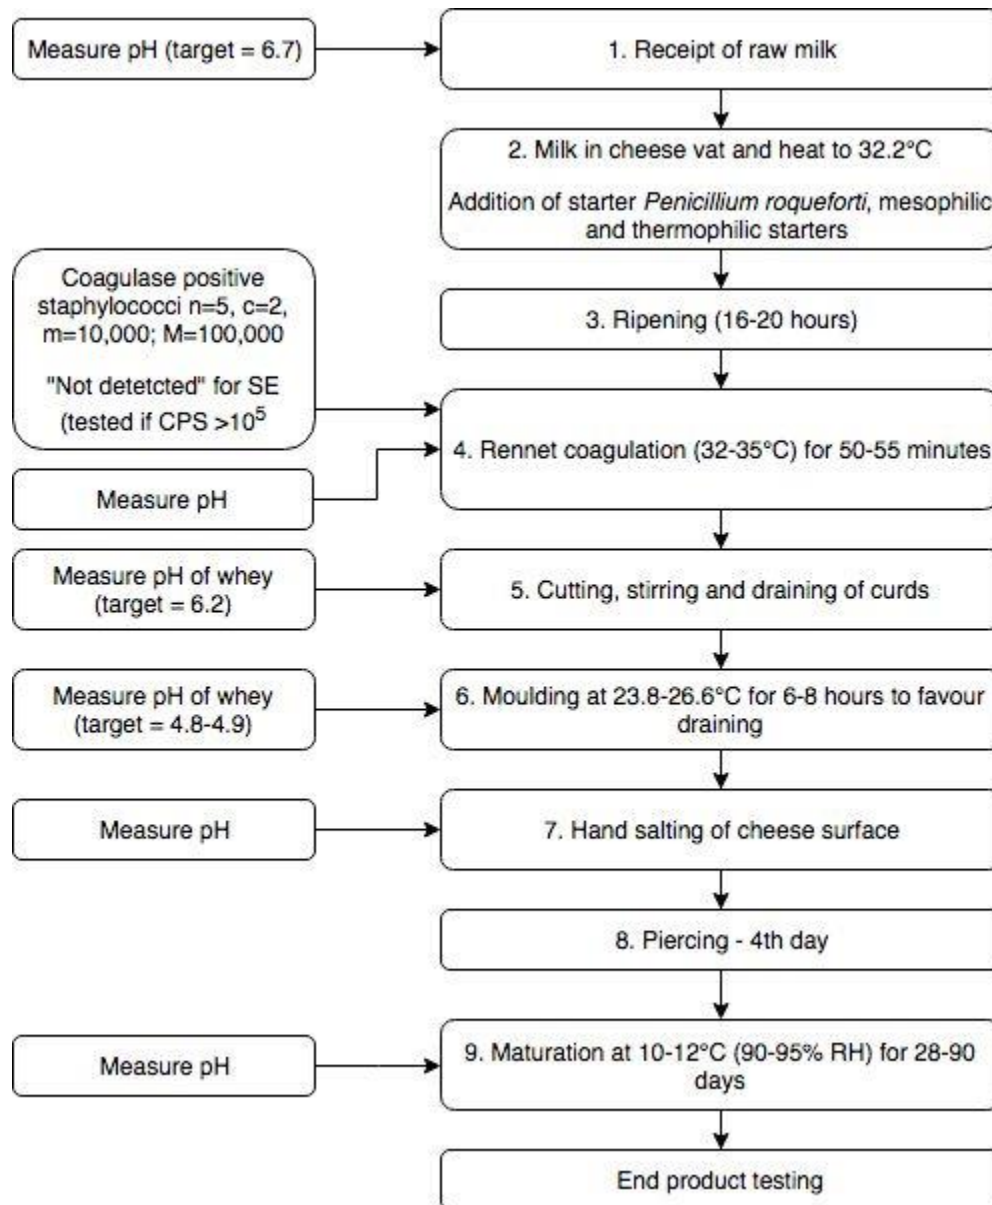 Measure pH (target = 6.7)
1. Receipt of raw milk
2. Milk in cheese vat and heat to 32.2°C
Addition of starter Penicillium roqueforti, mesophilic
and thermophilic starters
Coagulase positive
staphylococci n=5, c=2,
m=10,000; M=100,000
"Not detetcted" for SE
(tested if CPS >10⁵
3. Ripening (16-20 hours)
4. Rennet coagulation (32-35°C) for 50-55 minutes
Measure pH
Measure pH of whey
(target = 6.2)
5. Cutting, stirring and draining of curds
Measure pH of whey
(target = 4.8-4.9)
6. Moulding at 23.8-26.6°C for 6-8 hours to favour
draining
Measure pH
7. Hand salting of cheese surface
8. Piercing - 4th day
Measure pH
9. Maturation at 10-12°C (90-95% RH) for 28-90
days
End product testing